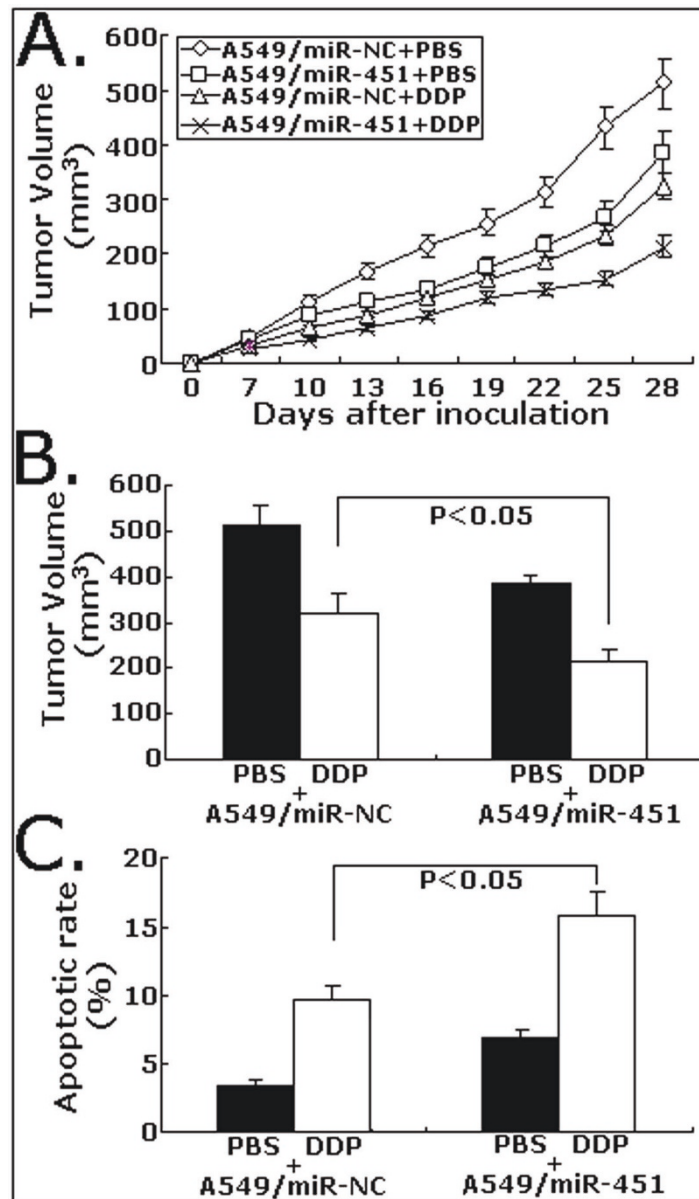 A.
600
500
400
300
200
100
0
Tumor Volume
(mm³)
A549/miR-NC+PBS
A549/miR-451+PBS
A549/miR-NC+DDP
A549/miR-451+DDP
0 7 10 13 16 19 22 25 28
Days after inoculation
B.
600
500
400
300
200
100
0
Tumor Volume
(mm³)
P<0.05
PBS DDP PBS DDP
+ +
A549/miR-NC A549/miR-451
C.
20
15
10
5
0
Apoptotic rate
(%)
P<0.05
PBS DDP PBS DDP
+ +
A549/miR-NC A549/miR-451